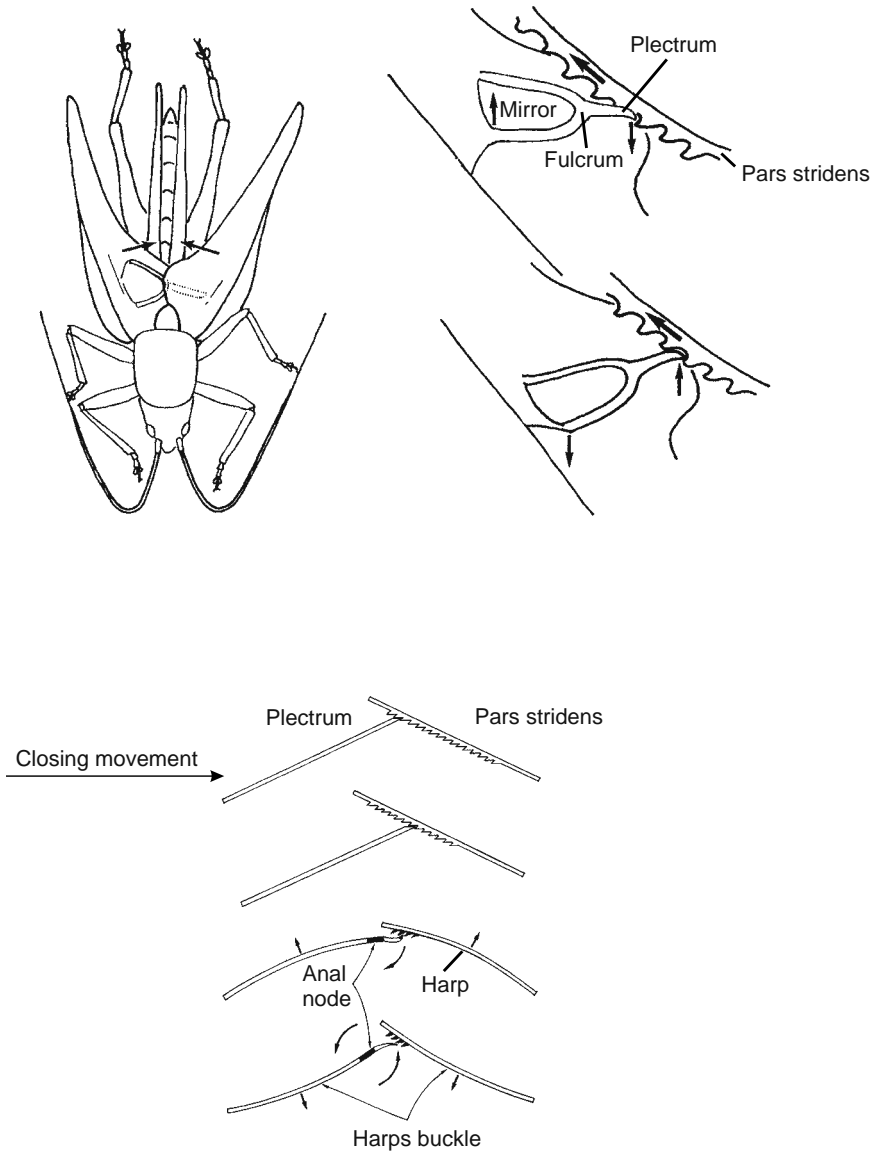 Plectrum
Mirror
Fulcrum
Pars stridens
Plectrum
Pars stridens
Closing movement
Anal
node
Harp
Harps buckle